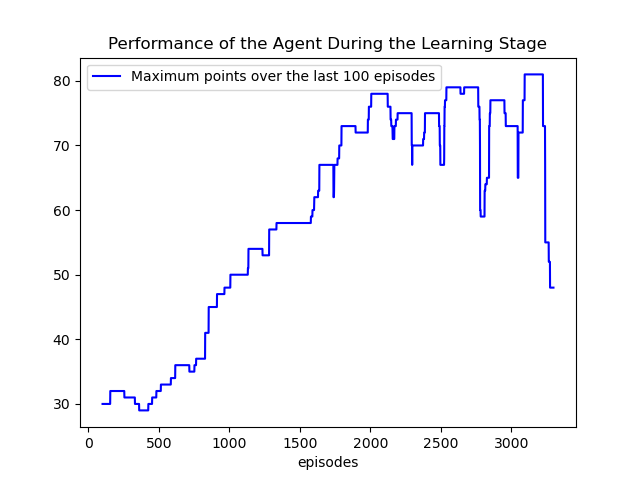 Performance of the Agent During the Learning Stage
Maximum points over the last 100 episodes
80
70
60
50
40
30
0 500 1000 1500 2000 2500 3000
episodes